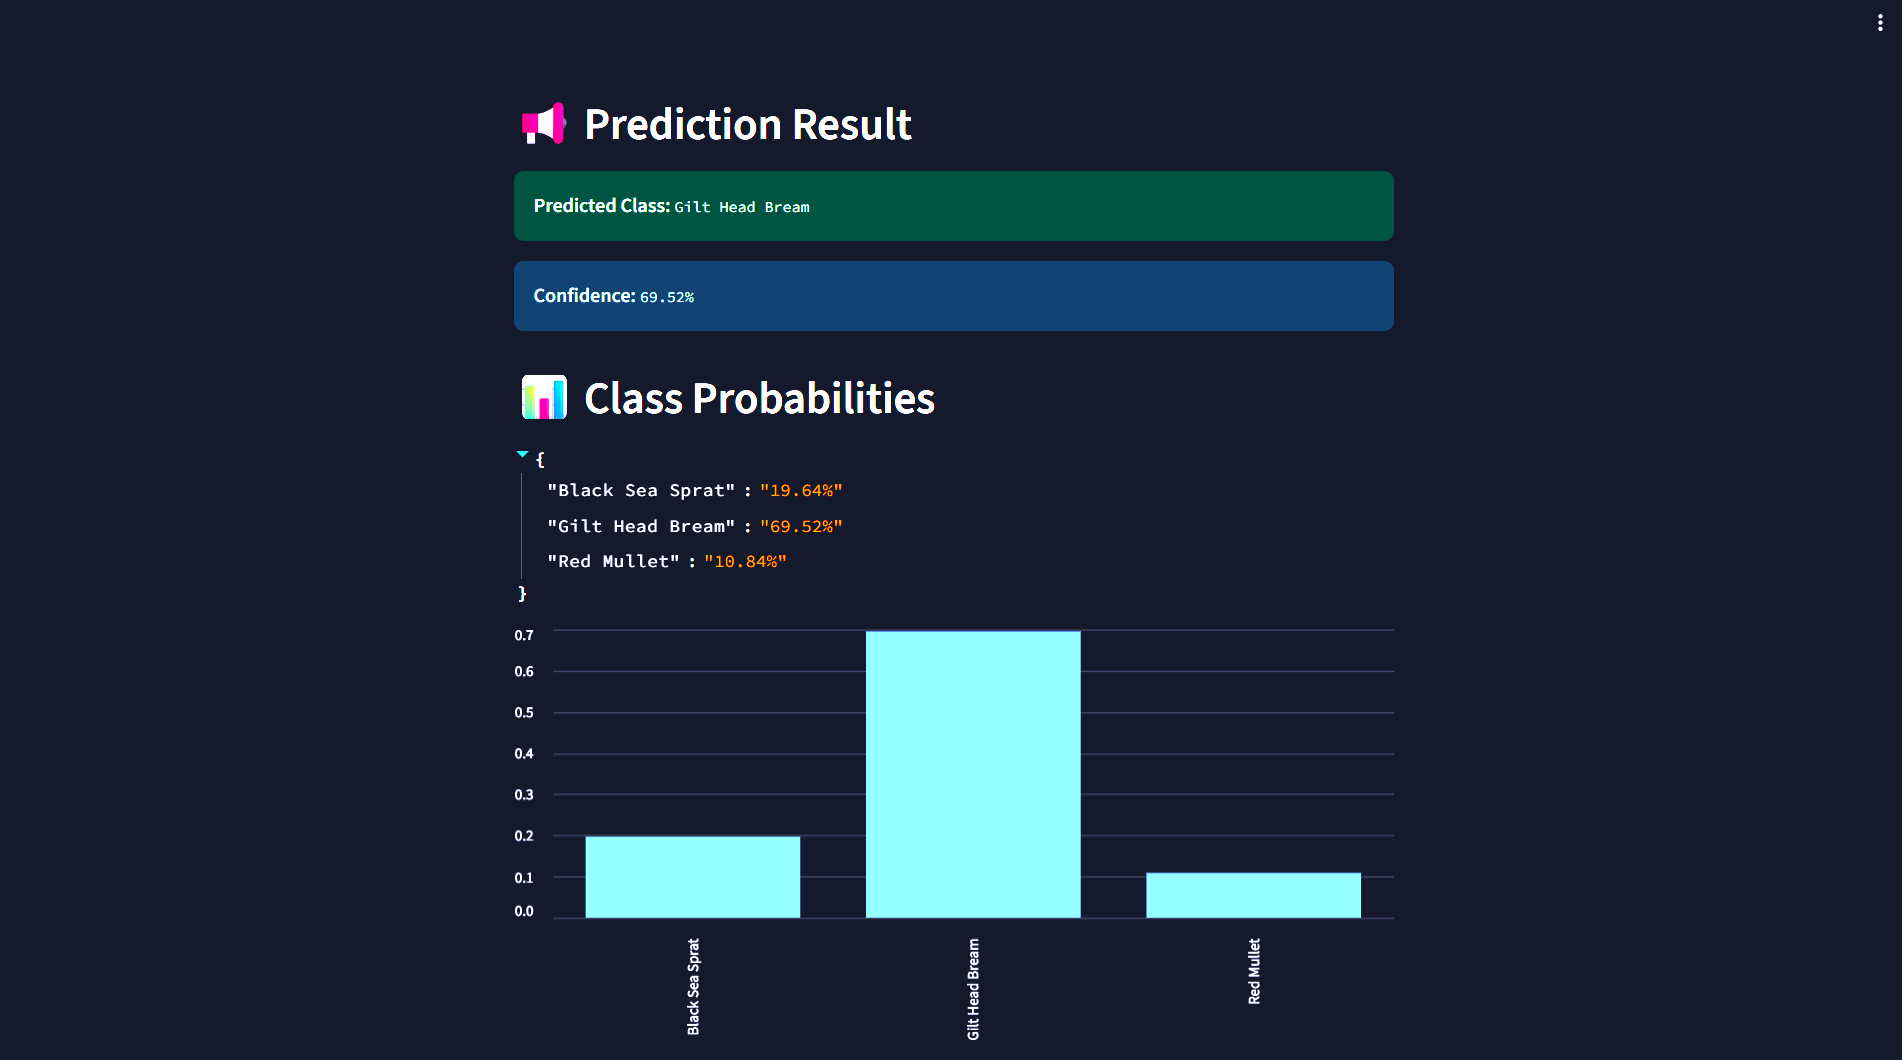 Prediction Result
Predicted Class: Gilt Head Bream
Confidence: 69.52%
Class Probabilities
{
"Black Sea Sprat" : "19.64%"
"Gilt Head Bream" : "69.52%"
"Red Mullet" : "10.84%"
}
0.7
0.6
0.5
0.4
0.3
0.2
0.1
0.0
Black Sea Sprat
Gilt Head Bream
Red Mullet